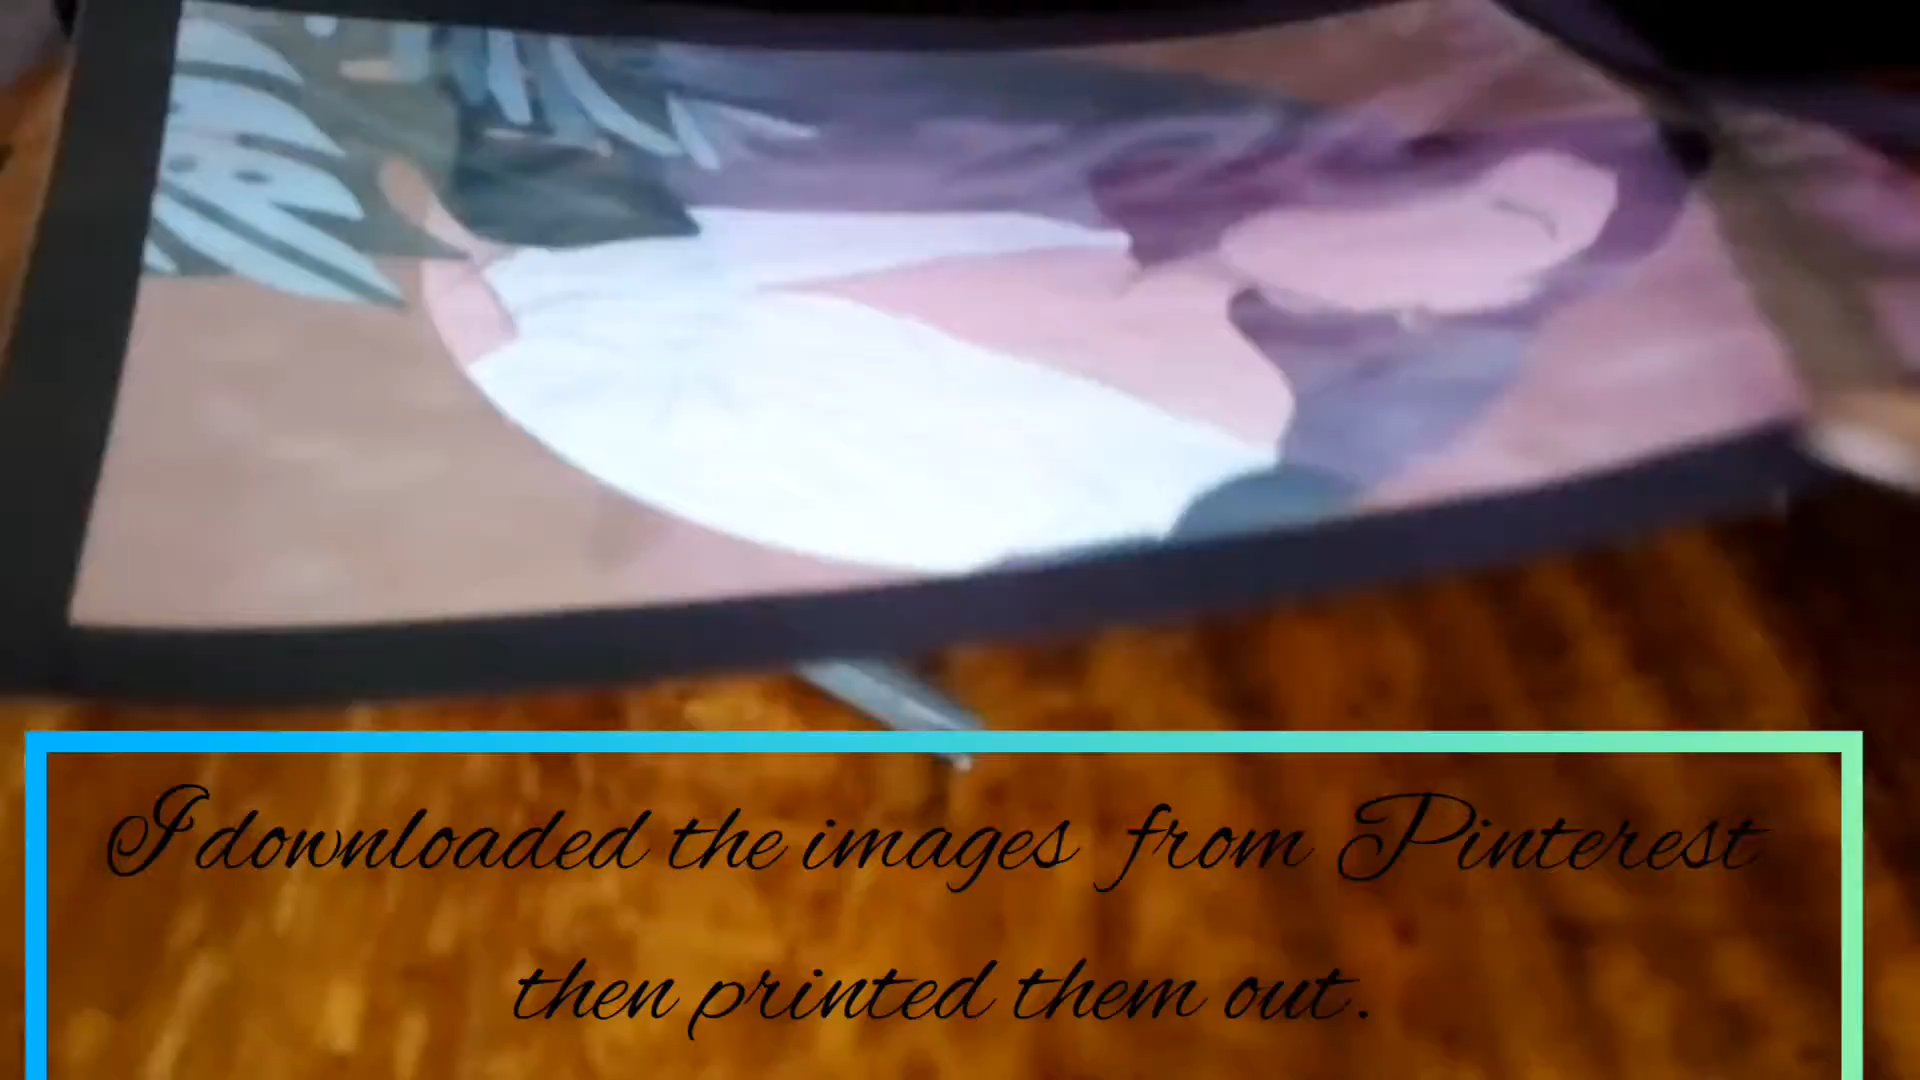 I downloaded the images from Pinterest
then printed them out.